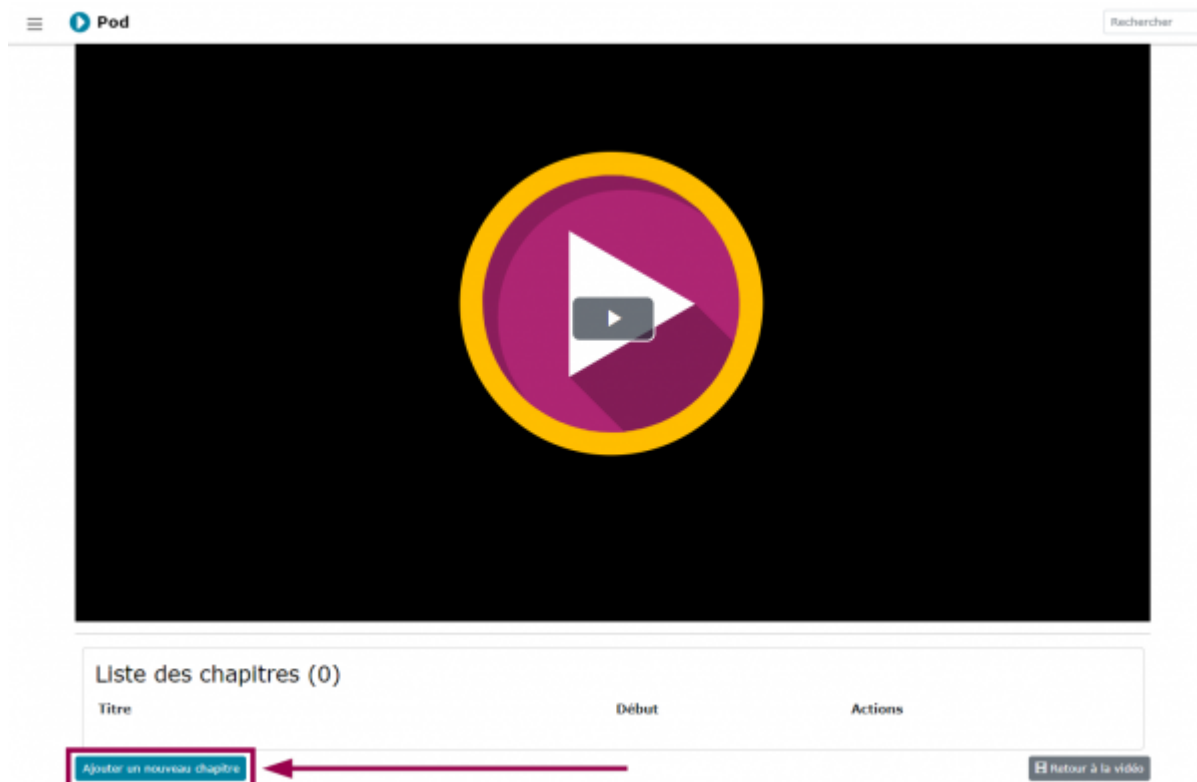 Pod
Rechercher
Liste des chapitres (0)
Titre Début Actions
Ajouter un nouveau chapitre Retour à la vidéo